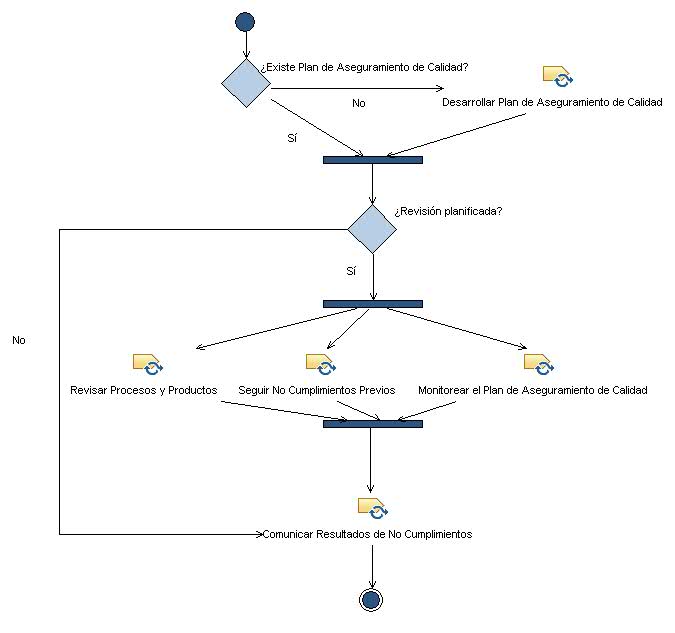 ¿Existe Plan de Aseguramiento de Calidad?
No
Desarrollar Plan de Aseguramiento de Calidad
Sí
¿Revisión planificada?
Sí
No
Revisar Procesos y Productos
Seguir No Cumplimientos Previos
Monitorear el Plan de Aseguramiento de Calidad
Comunicar Resultados de No Cumplimientos